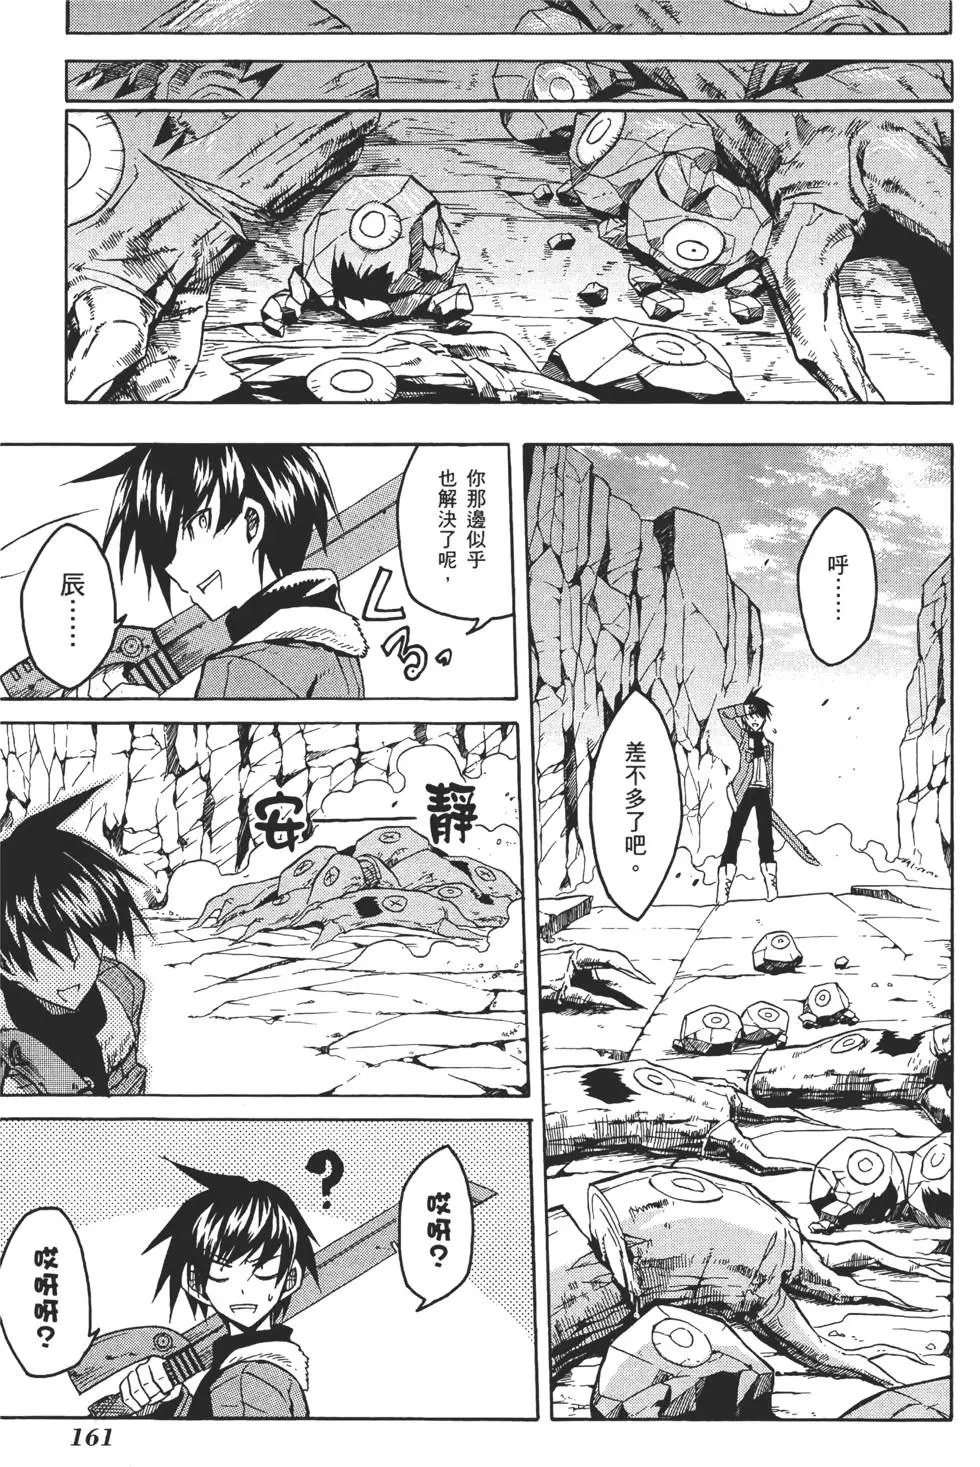 呼……
差不多了吧。
你那邊似乎
也解決了呢，
くるっ
辰……
靜
安
?
哎呀?
哎呀呀?
161